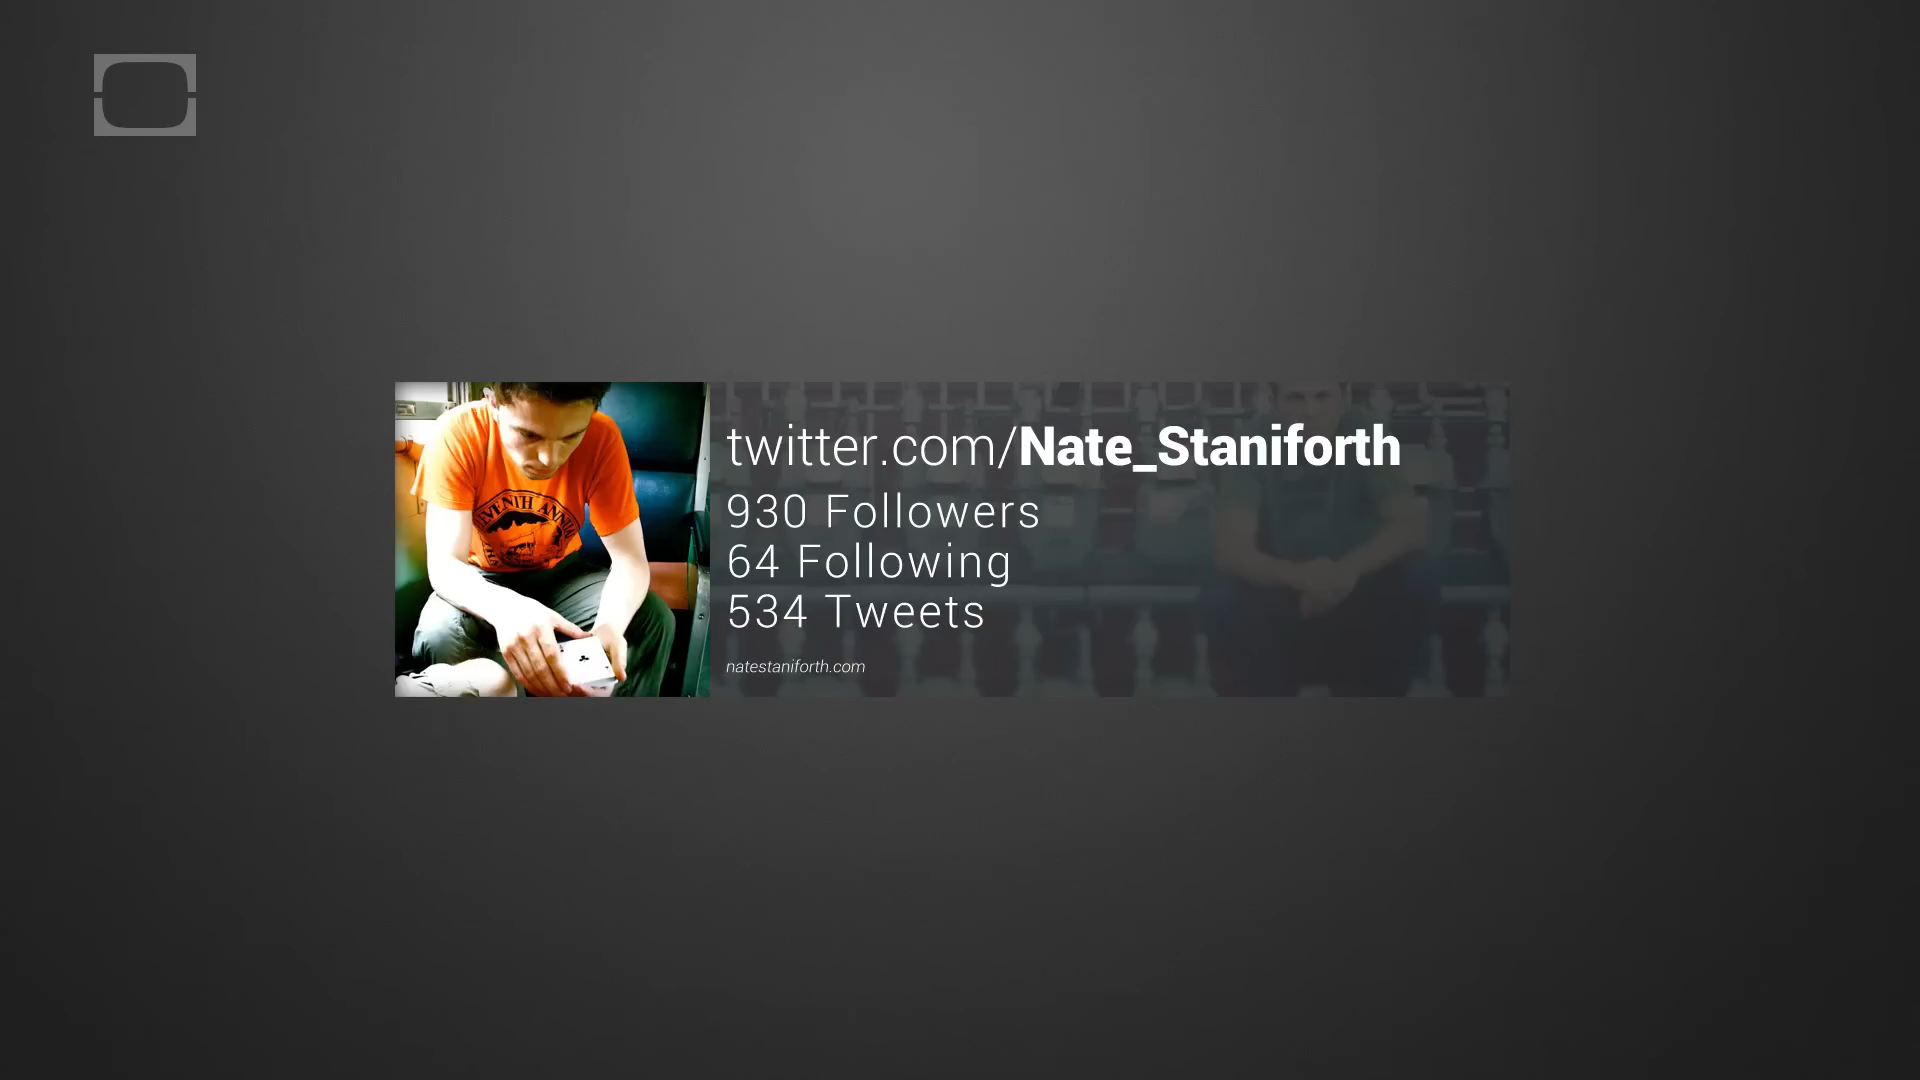 twitter.com/Nate_Staniforth
930 Followers
64 Following
534 Tweets
natestaniforth.com